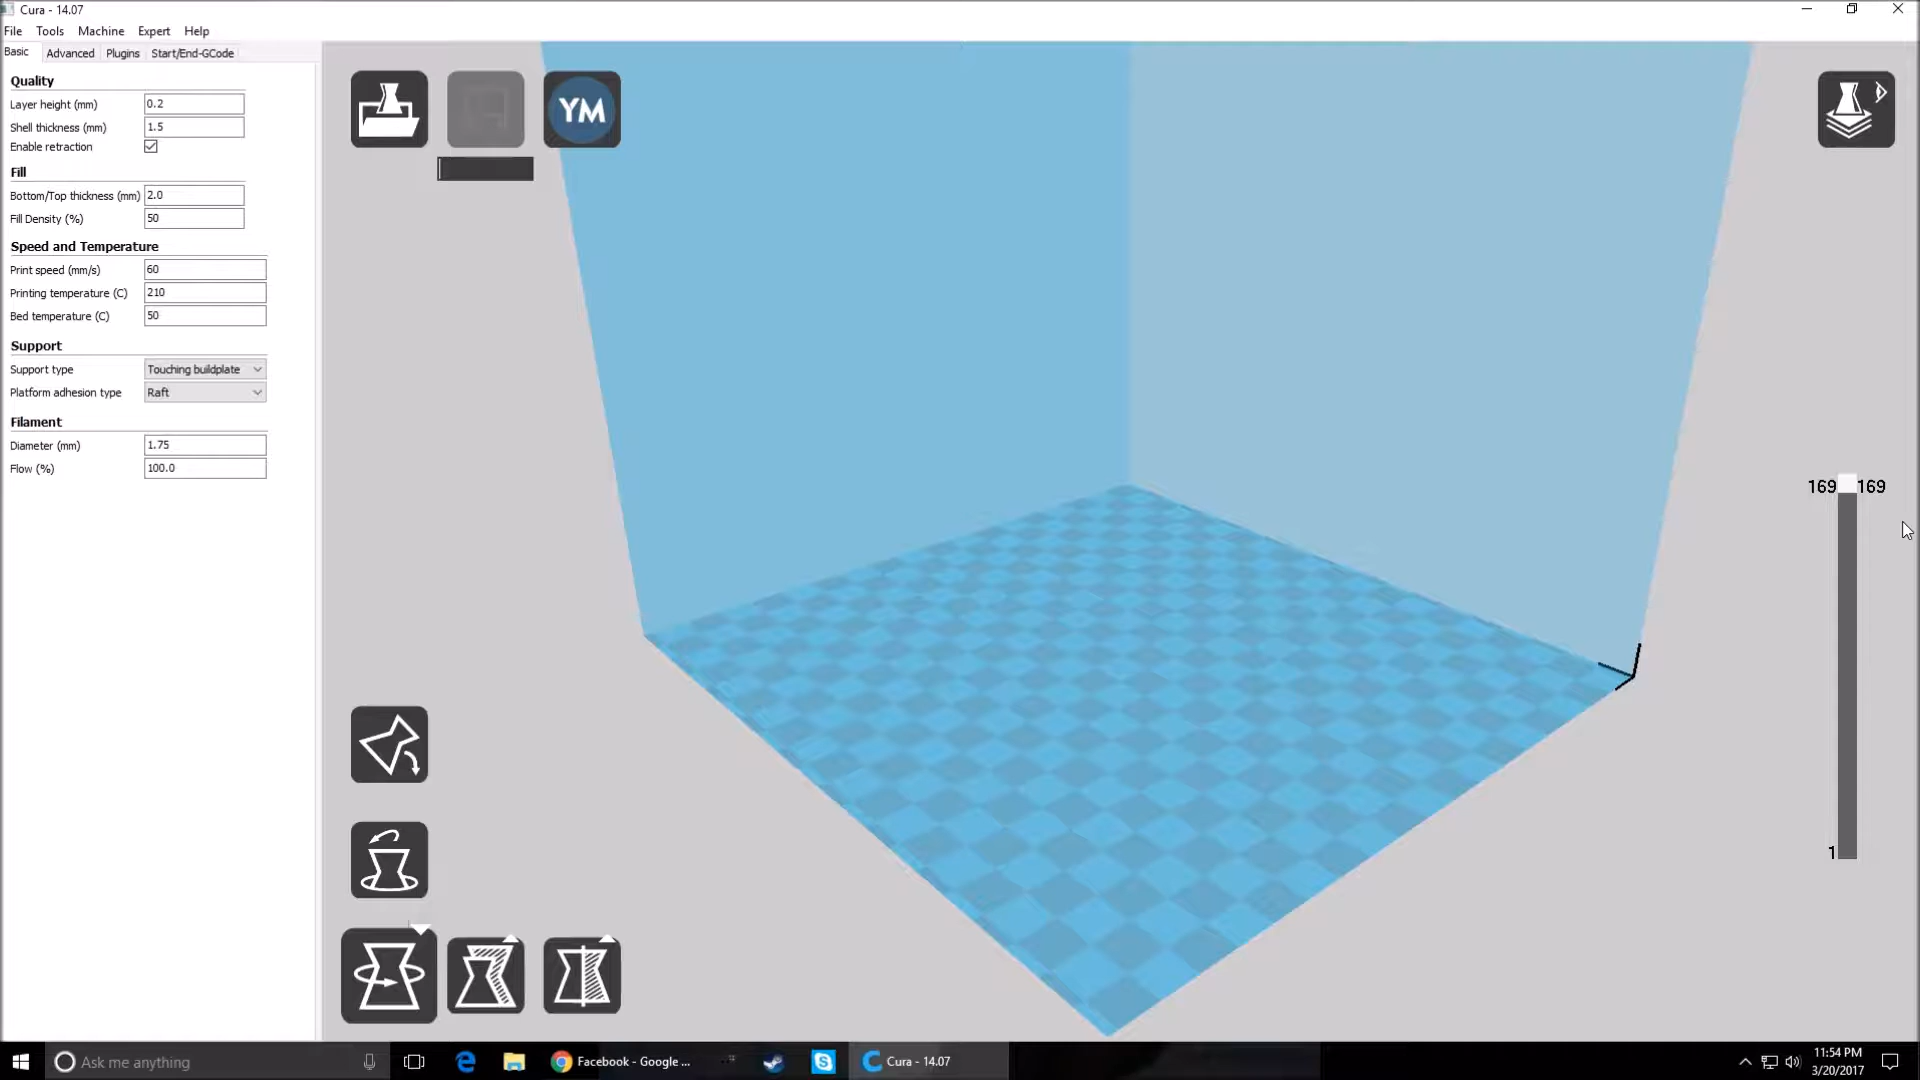 Cura - 14.07
File Tools Machine Expert Help
Basic Advanced Plugins Start/End-GCode
Quality
Layer height (mm) 0.2
Shell thickness (mm) 1.5
Enable retraction
Fill
Bottom/Top thickness (mm) 2.0
Fill Density (%) 50
Speed and Temperature
Print speed (mm/s) 60
Printing temperature (C) 210
Bed temperature (C) 50
Support
Support type Touching buildplate
Platform adhesion type Raft
Filament
Diameter (mm) 1.75
Flow (%) 100.0
YM
169 169
1
Ask me anything
Facebook - Google ...
Cura - 14.07
11:54 PM
3/20/2017